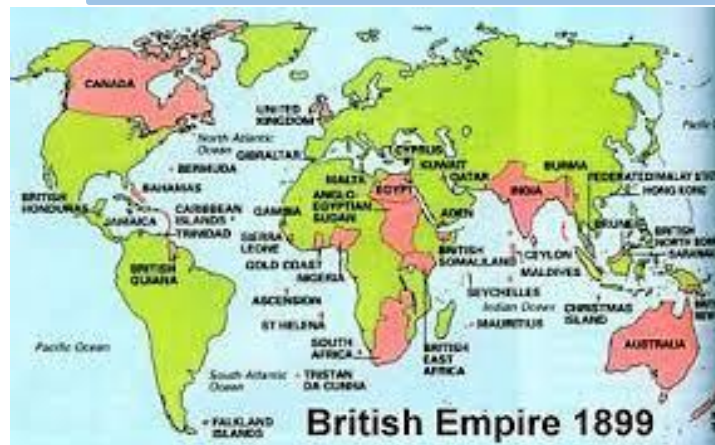 CANADA
UNITED
KINGDOM
North Atlantic
Ocean
GIBRALTAR
BERMUDA
BAHAMAS
BRITISH
HONDURAS
JAMAICA
CARIBBEAN
ISLANDS
TRINIDAD
BRITISH
GUIANA
CYPRUS
MALTA
KUWAIT
QATAR
EGYPT
ANGLO-
EGYPTIAN
SUDAN
ADEN
GAMBIA
SIERRA
LEONE
GOLD COAST
NIGERIA
BRITISH
SOMALILAND
ASCENSION
ST HELENA
SOUTH
AFRICA
BRITISH
EAST
AFRICA
BURMA
INDIA
HONG KONG
BRUNEI
BRITISH
CEYLON
MALDIVES
SEYCHELLES
Indian Ocean
MAURITIUS
CHRISTMAS
ISLAND
AUSTRALIA
Pacific Ocean
South Atlantic
Ocean
TRISTAN
DA CUNHA
FALKLAND
ISLANDS
British Empire 1899